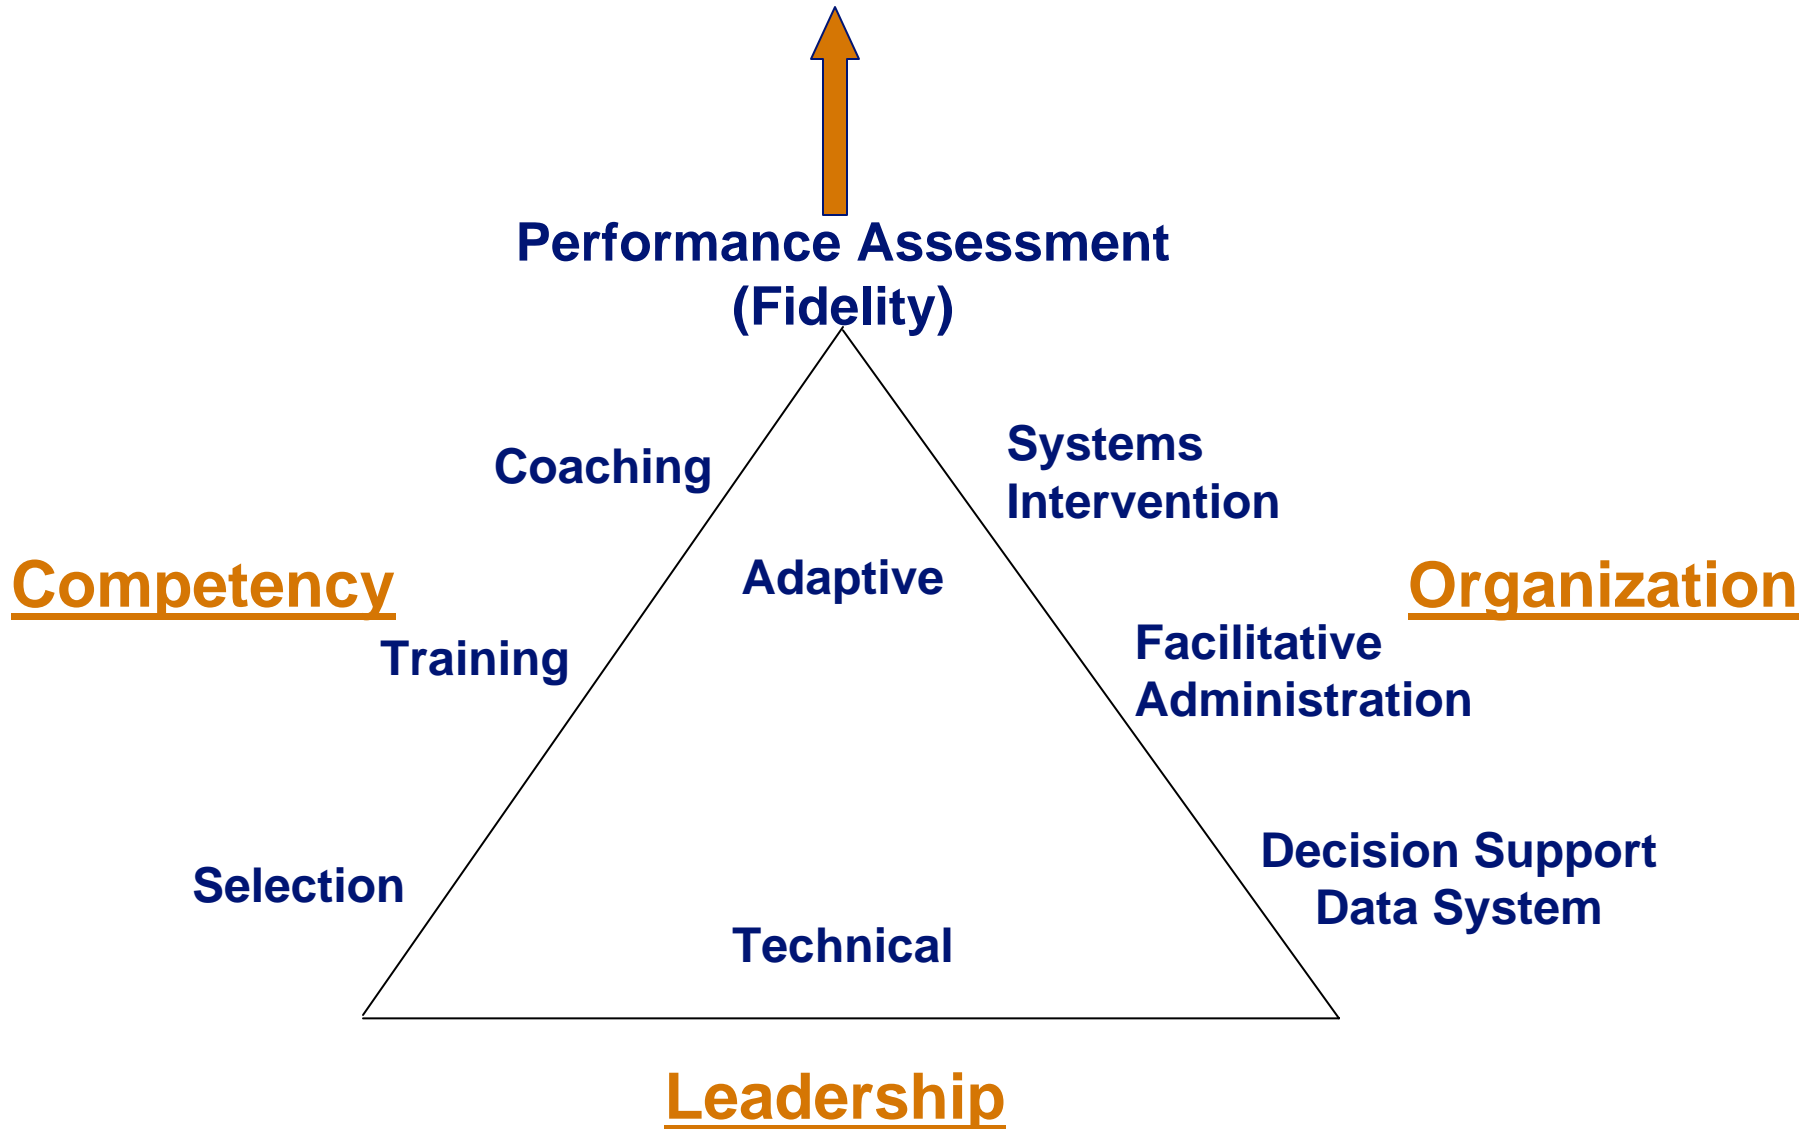 Performance Assessment
(Fidelity)
Coaching
Systems
Intervention
Adaptive
Competency
Organization
Training
Facilitative
Administration
Selection
Decision Support
Data System
Technical
Leadership